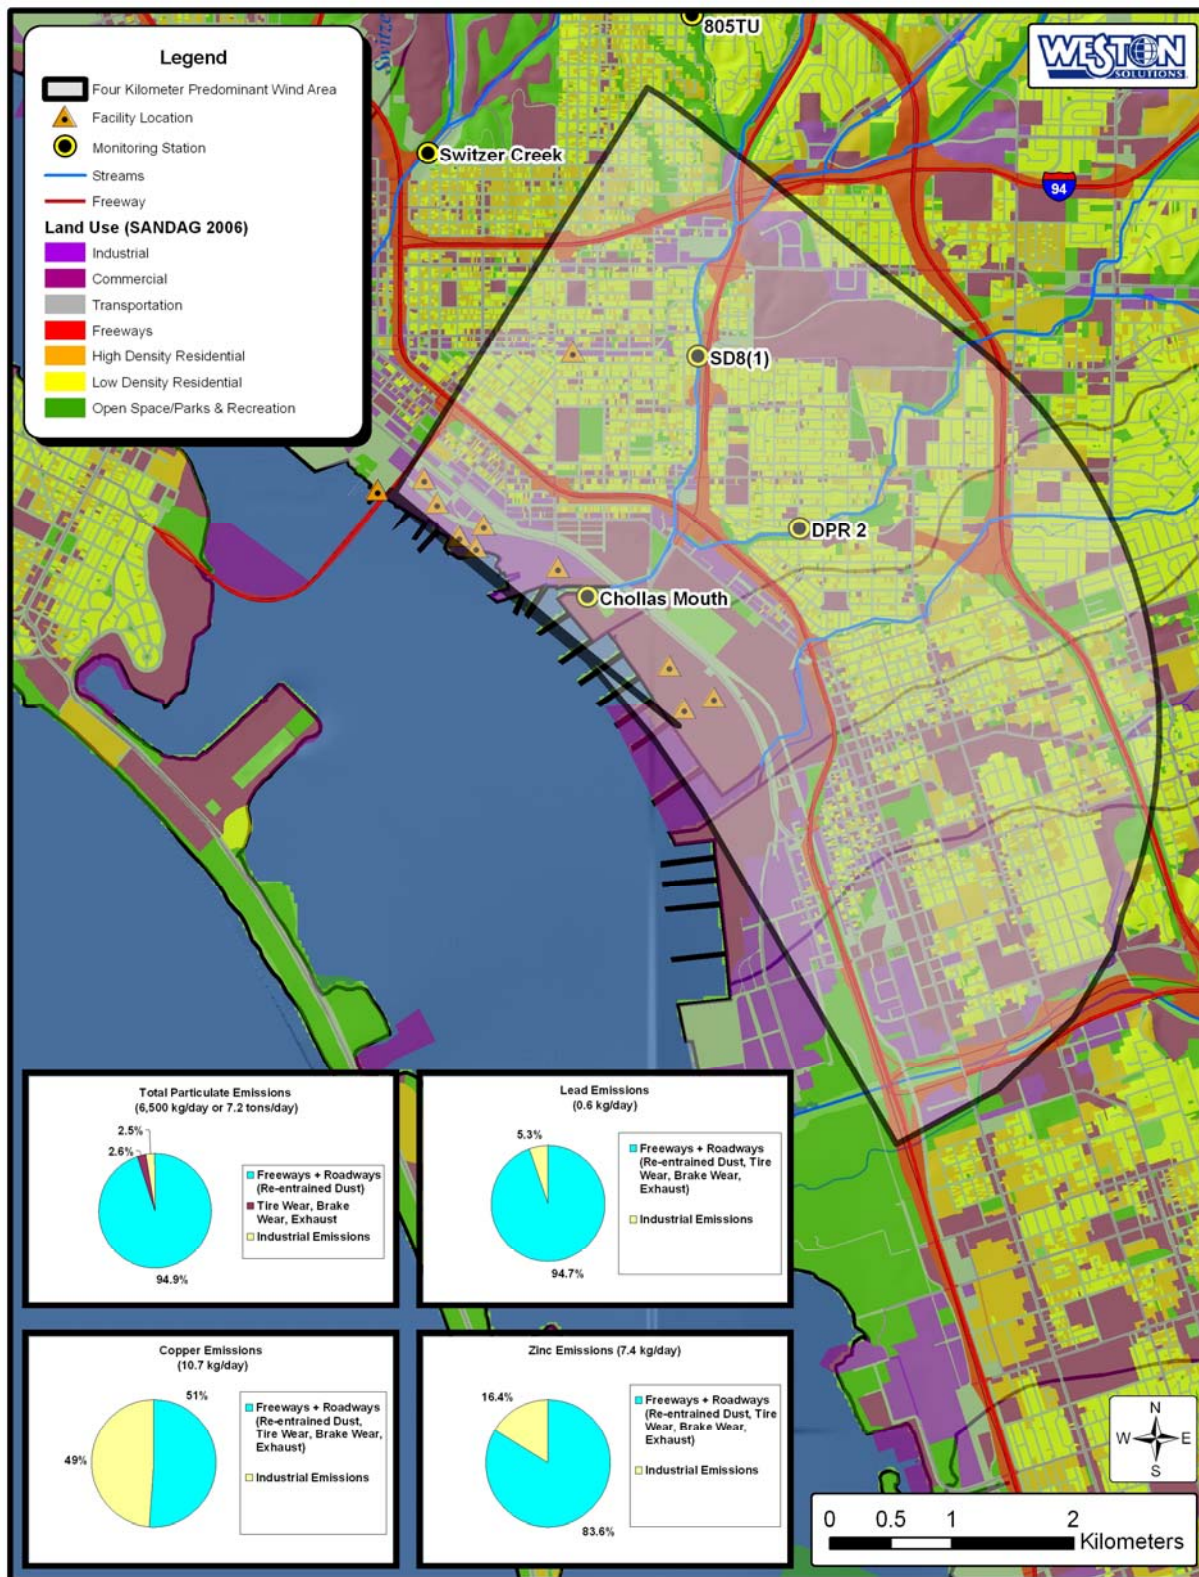 Legend
Four Kilometer Predominant Wind Area
Facility Location
Monitoring Station
Streams
Freeway
Land Use (SANDAG 2006)
Industrial
Commercial
Transportation
Freeways
High Density Residential
Low Density Residential
Open Space/Parks & Recreation
Switze
805TU
WESTON
SOLUTIONS
Switzer Creek
94
SD8(1)
DPR 2
Chollas Mouth
Total Particulate Emissions
(6,500 kg/day or 7.2 tons/day)
2.5%
2.6%
94.9%
Freeways + Roadways
(Re-entrained Dust)
Tire Wear, Brake
Wear, Exhaust
Industrial Emissions
Lead Emissions
(0.6 kg/day)
5.3%
94.7%
Freeways + Roadways
(Re-entrained Dust, Tire
Wear, Brake Wear,
Exhaust)
Industrial Emissions
Copper Emissions
(10.7 kg/day)
51%
49%
Freeways + Roadways
(Re-entrained Dust,
Tire Wear, Brake Wear,
Exhaust)
Industrial Emissions
Zinc Emissions (7.4 kg/day)
16.4%
83.6%
Freeways + Roadways
(Re-entrained Dust, Tire
Wear, Brake Wear,
Exhaust)
Industrial Emissions
N
W E
S
0 0.5 1 2
Kilometers